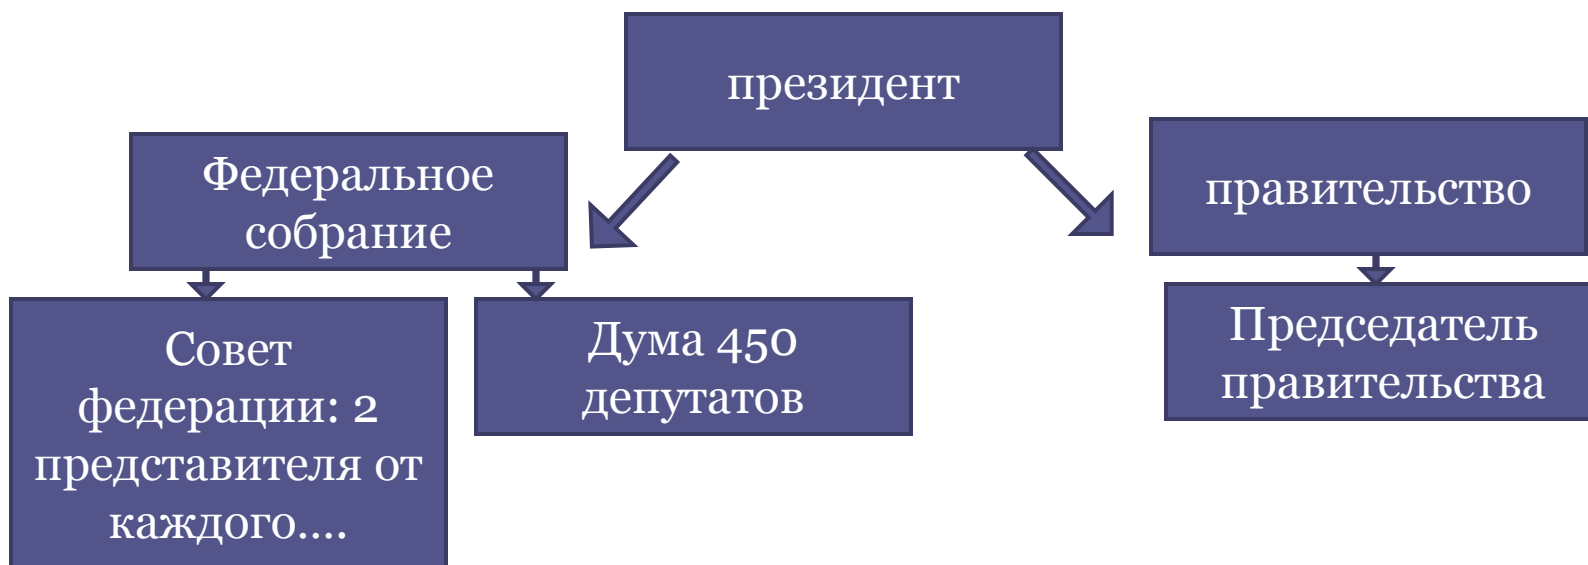 президент
Федеральное
собрание
правительство
Совет
федерации: 2
представителя от
каждого....
Дума 450
депутатов
Председатель
правительства